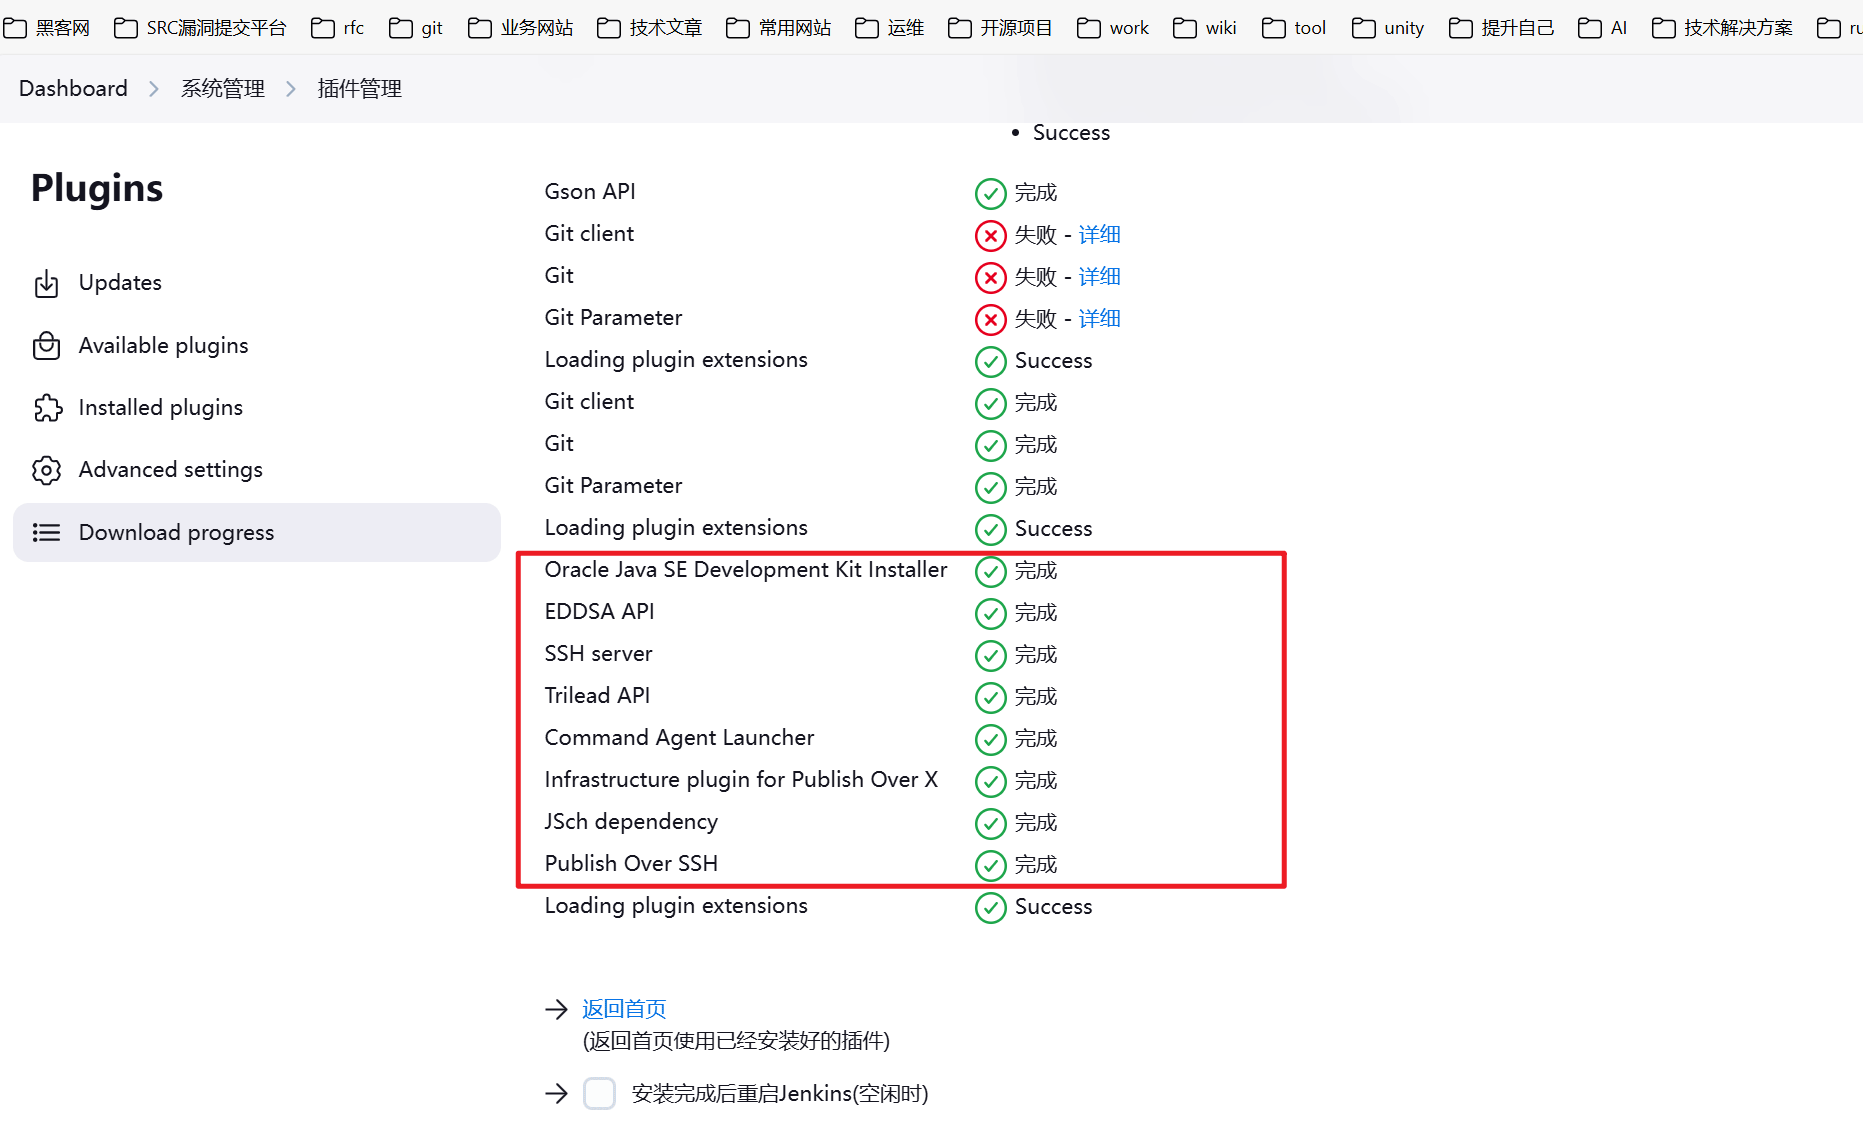 黑客网 SRC漏洞提交平台 rfc git 业务网站 技术文章 常用网站 运维 开源项目 work wiki tool unity 提升自己 AI 技术解决方案 ru
Dashboard 系统管理 插件管理
• Success
Plugins
Updates
Available plugins
Installed plugins
Advanced settings
Download progress
Gson API 完成
Git client 失败 - 详细
Git 失败 - 详细
Git Parameter 失败 - 详细
Loading plugin extensions Success
Git client 完成
Git 完成
Git Parameter 完成
Loading plugin extensions Success
Oracle Java SE Development Kit Installer 完成
EDDSA API 完成
SSH server 完成
Trilead API 完成
Command Agent Launcher 完成
Infrastructure plugin for Publish Over X 完成
JSch dependency 完成
Publish Over SSH 完成
Loading plugin extensions Success
→ 返回首页
(返回首页使用已经安装好的插件)
→ 安装完成后重启Jenkins(空闲时)